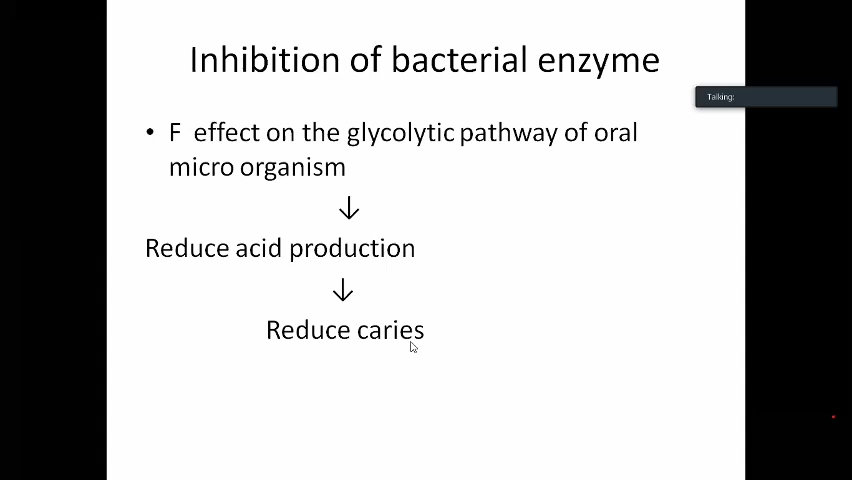 Inhibition of bacterial enzyme
Talking:
• F effect on the glycolytic pathway of oral
micro organism
↓
Reduce acid production
↓
Reduce caries